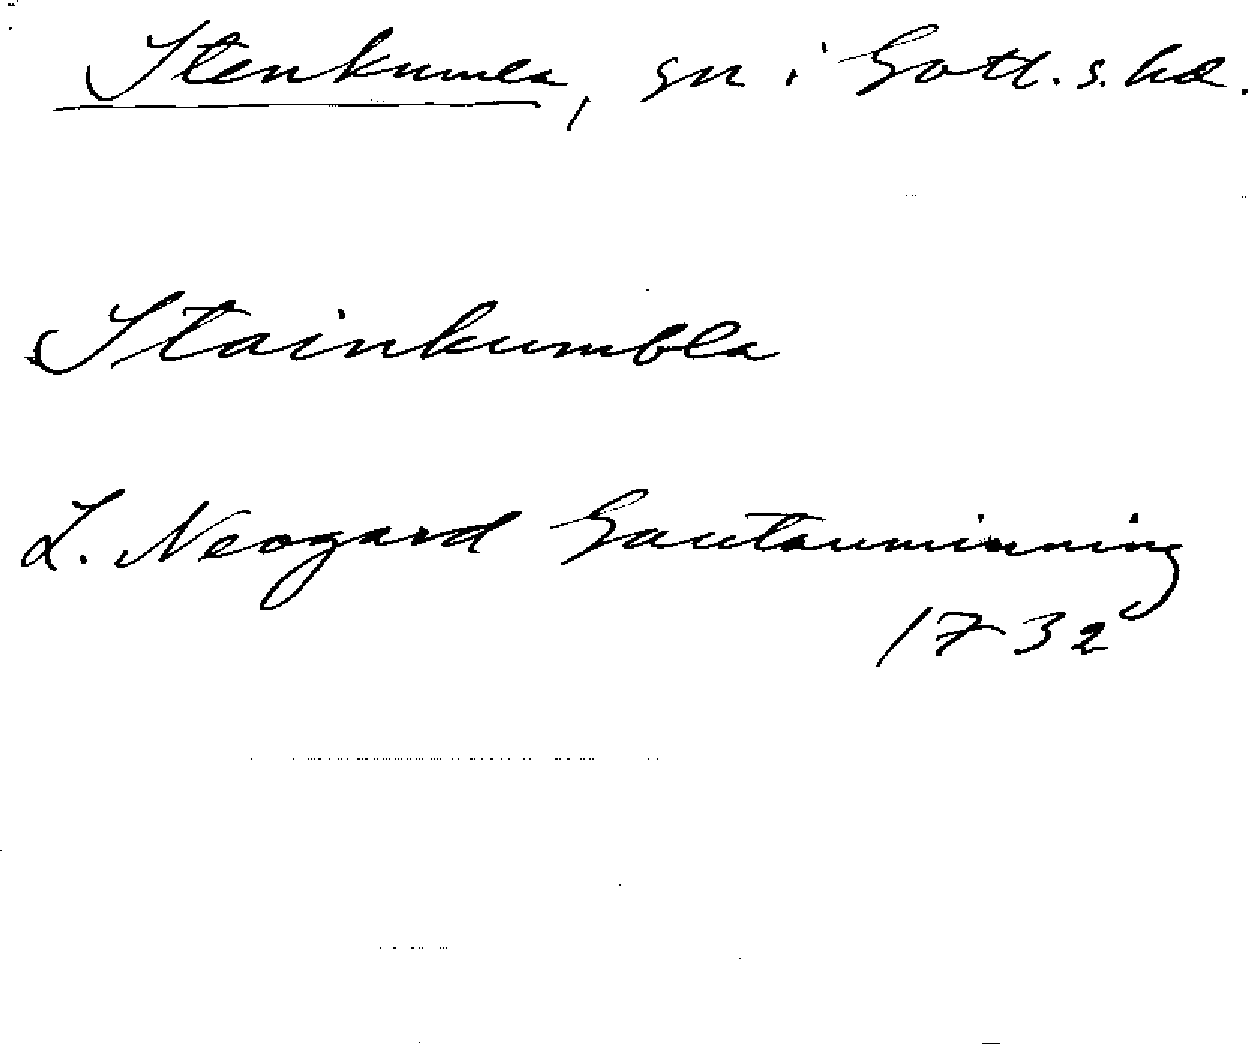 Stenkumla, sn i Gotl. s. hd.
Stainkumbla
L. Neogard Gautauminning
1732